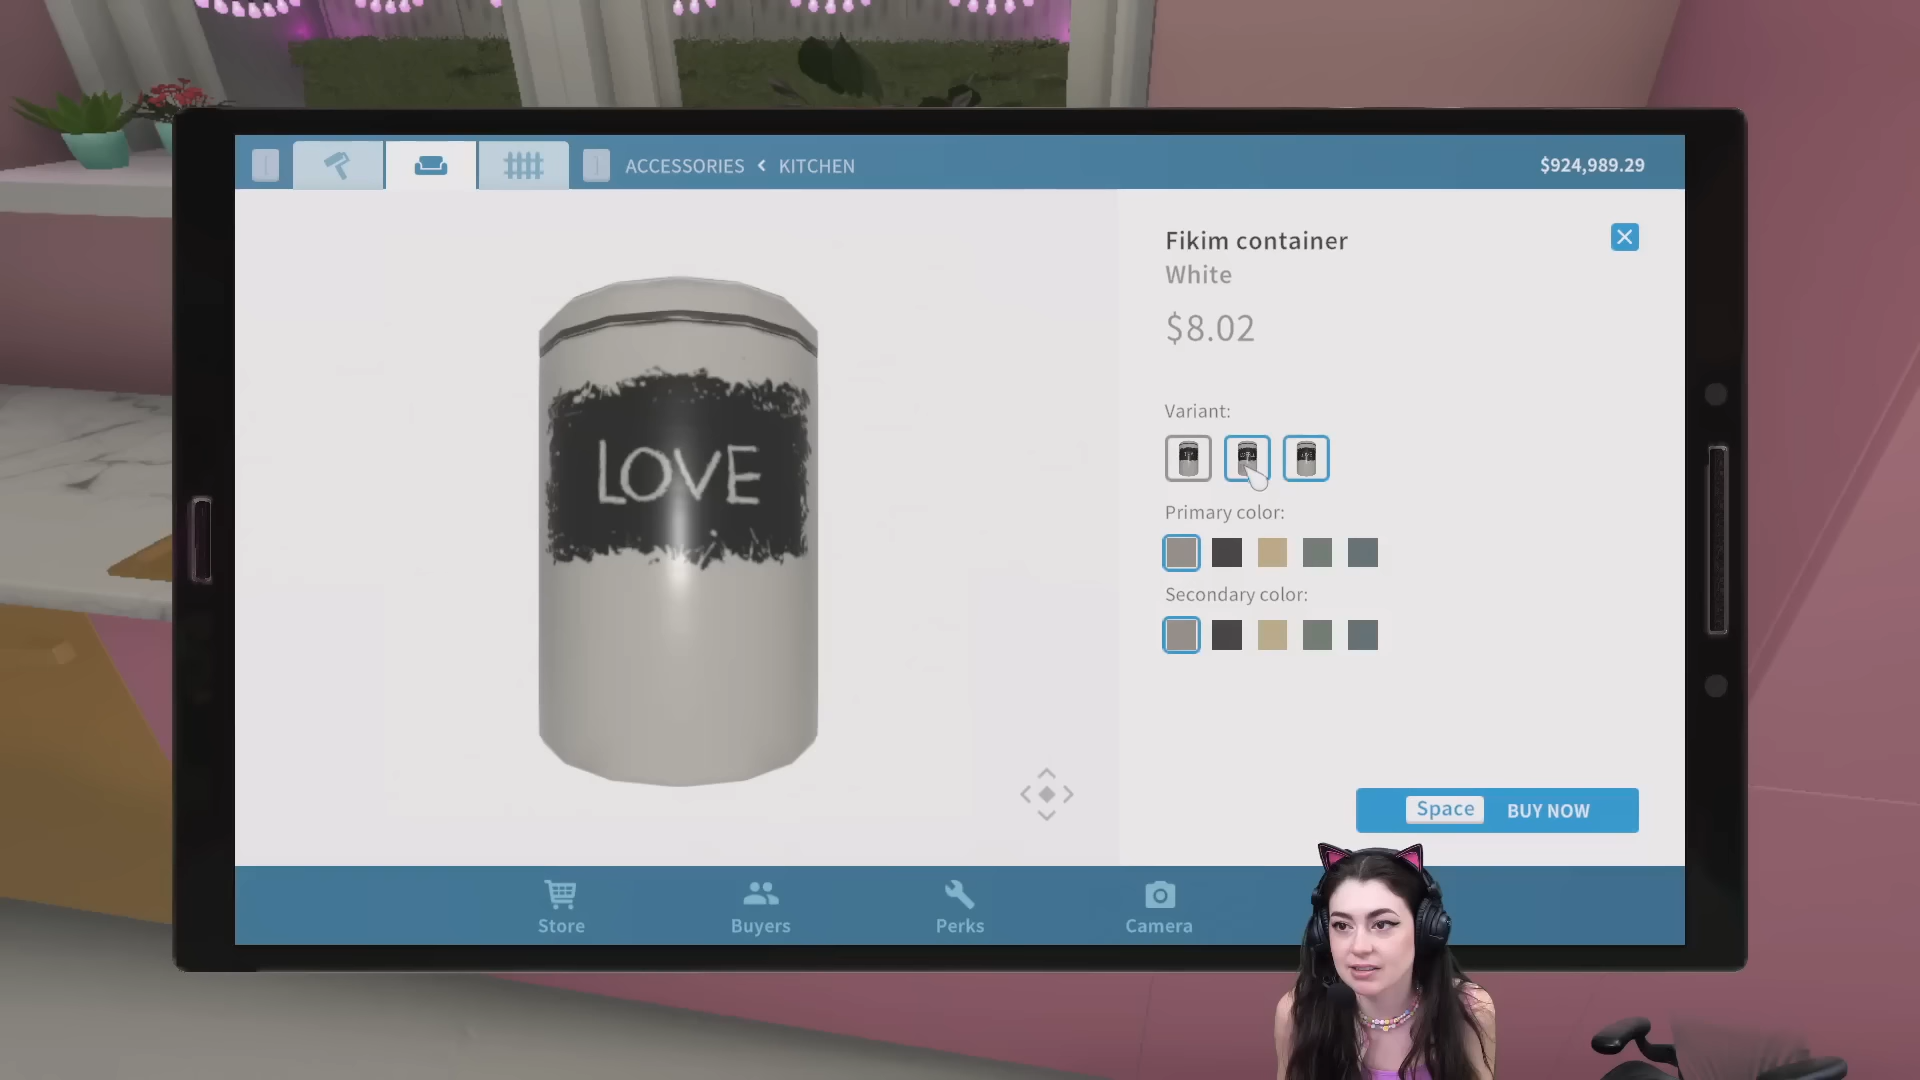 ACCESSORIES < KITCHEN
$924,989.29
Fikim container
White
$8.02
LOVE
Variant:
Primary color:
Secondary color:
Space BUY NOW
Store
Buyers
Perks
Camera